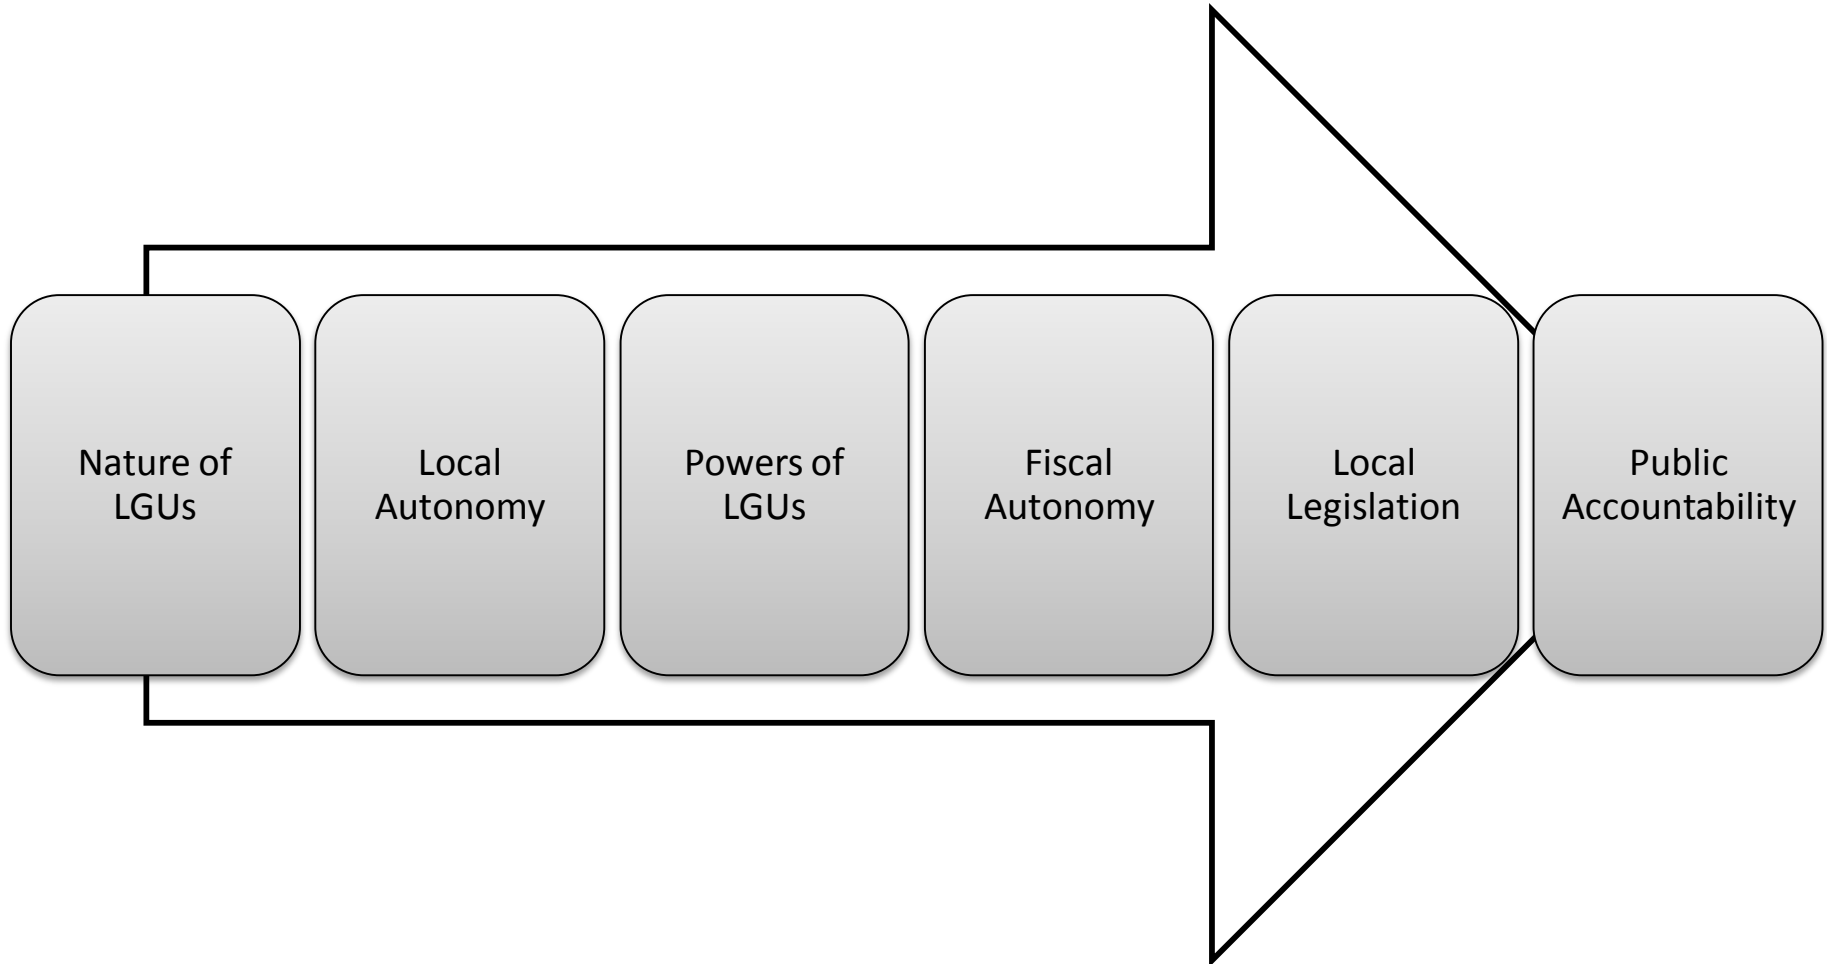 Nature of
LGUs
Local
Autonomy
Powers of
LGUs
Fiscal
Autonomy
Local
Legislation
Public
Accountability